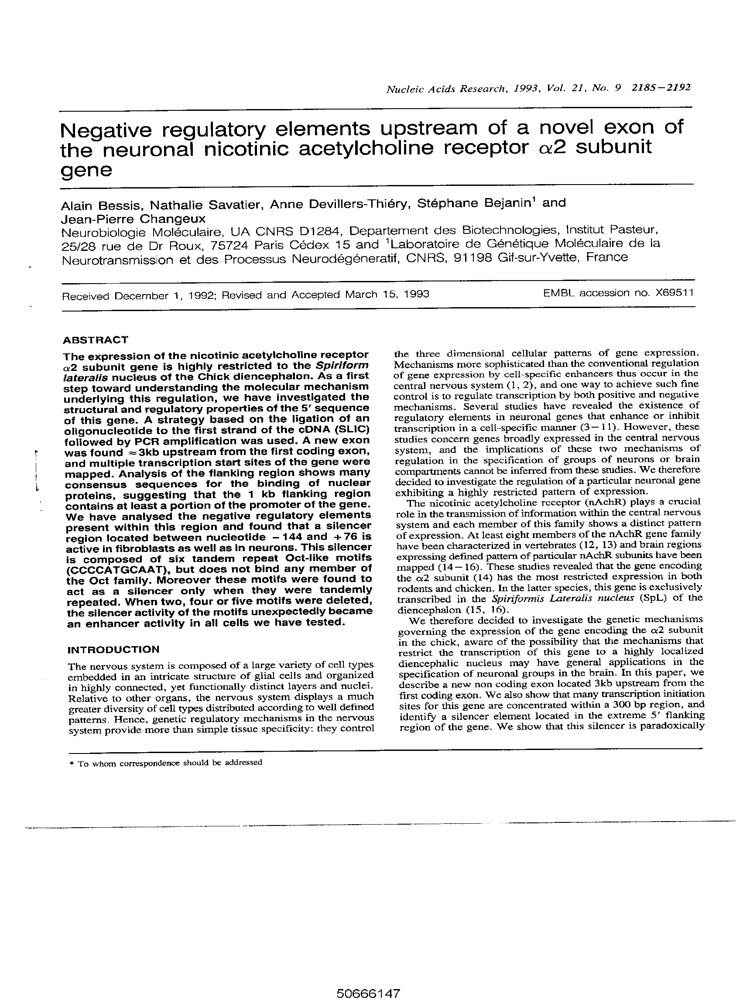 Nucleic Acids Research, 1993, Vol. 21, No. 9 2185–2192
Negative regulatory elements upstream of a novel exon of
the neuronal nicotinic acetylcholine receptor α2 subunit
gene
Alain Bessis, Nathalie Savatier, Anne Devillers-Thiéry, Stéphane Bejanin¹ and
Jean-Pierre Changeux
Neurobiologie Moléculaire, UA CNRS D1284, Departement des Biotechnologies, Institut Pasteur,
25/28 rue de Dr Roux, 75724 Paris Cédex 15 and ¹Laboratoire de Génétique Moléculaire de la
Neurotransmission et des Processus Neurodégéneratif, CNRS, 91198 Gif-sur-Yvette, France
Received December 1, 1992; Revised and Accepted March 15, 1993
EMBL accession no. X69511
ABSTRACT
The expression of the nicotinic acetylcholine receptor
α2 subunit gene is highly restricted to the Spiriform
lateralis nucleus of the Chick diencephalon. As a first
step toward understanding the molecular mechanism
underlying this regulation, we have investigated the
structural and regulatory properties of the 5′ sequence
of this gene. A strategy based on the ligation of an
oligonucleotide to the first strand of the cDNA (SLIC)
followed by PCR amplification was used. A new exon
was found ≈3kb upstream from the first coding exon,
and multiple transcription start sites of the gene were
mapped. Analysis of the flanking region shows many
consensus sequences for the binding of nuclear
proteins, suggesting that the 1 kb flanking region
contains at least a portion of the promoter of the gene.
We have analysed the negative regulatory elements
present within this region and found that a silencer
region located between nucleotide −144 and +76 is
active in fibroblasts as well as in neurons. This silencer
is composed of six tandem repeat Oct-like motifs
(CCCCATGCAAT), but does not bind any member of
the Oct family. Moreover these motifs were found to
act as a silencer only when they were tandemly
repeated. When two, four or five motifs were deleted,
the silencer activity of the motifs unexpectedly became
an enhancer activity in all cells we have tested.
INTRODUCTION
The nervous system is composed of a large variety of cell types
embedded in an intricate structure of glial cells and organized
in highly connected, yet functionally distinct layers and nuclei.
Relative to other organs, the nervous system displays a much
greater diversity of cell types distributed according to well defined
patterns. Hence, genetic regulatory mechanisms in the nervous
system provide more than simple tissue specificity: they control
the three dimensional cellular patterns of gene expression.
Mechanisms more sophisticated than the conventional regulation
of gene expression by cell-specific enhancers thus occur in the
central nervous system (1, 2), and one way to achieve such fine
control is to regulate transcription by both positive and negative
mechanisms. Several studies have revealed the existence of
regulatory elements in neuronal genes that enhance or inhibit
transcription in a cell-specific manner (3–11). However, these
studies concern genes broadly expressed in the central nervous
system, and the implications of these two mechanisms of
regulation in the specification of groups of neurons or brain
compartments cannot be inferred from these studies. We therefore
decided to investigate the regulation of a particular neuronal gene
exhibiting a highly restricted pattern of expression.
The nicotinic acetylcholine receptor (nAchR) plays a crucial
role in the transmission of information within the central nervous
system and each member of this family shows a distinct pattern
of expression. At least eight members of the nAchR gene family
have been characterized in vertebrates (12, 13) and brain regions
expressing defined pattern of particular nAchR subunits have been
mapped (14–16). These studies revealed that the gene encoding
the α2 subunit (14) has the most restricted expression in both
rodents and chicken. In the latter species, this gene is exclusively
transcribed in the Spiriformis Lateralis nucleus (SpL) of the
diencephalon (15, 16).
We therefore decided to investigate the genetic mechanisms
governing the expression of the gene encoding the α2 subunit
in the chick, aware of the possibility that the mechanisms that
restrict the transcription of this gene to a highly localized
diencephalic nucleus may have general applications in the
specification of neuronal groups in the brain. In this paper, we
describe a new non coding exon located 3kb upstream from the
first coding exon. We also show that many transcription initiation
sites for this gene are concentrated within a 300 bp region, and
identify a silencer element located in the extreme 5′ flanking
region of the gene. We show that this silencer is paradoxically
* To whom correspondence should be addressed
50666147